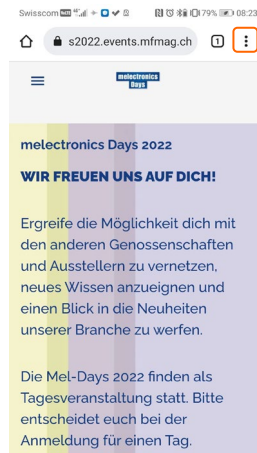 Swisscom 79% 08:23
s2022.events.mfmag.ch 1
melectronics
Days
melectronics Days 2022
WIR FREUEN UNS AUF DICH!
Ergreife die Möglichkeit dich mit
den anderen Genossenschaften
und Ausstellern zu vernetzen,
neues Wissen anzueignen und
einen Blick in die Neuheiten
unserer Branche zu werfen.
Die Mel-Days 2022 finden als
Tagesveranstaltung statt. Bitte
entscheidet euch bei der
Anmeldung für einen Tag.